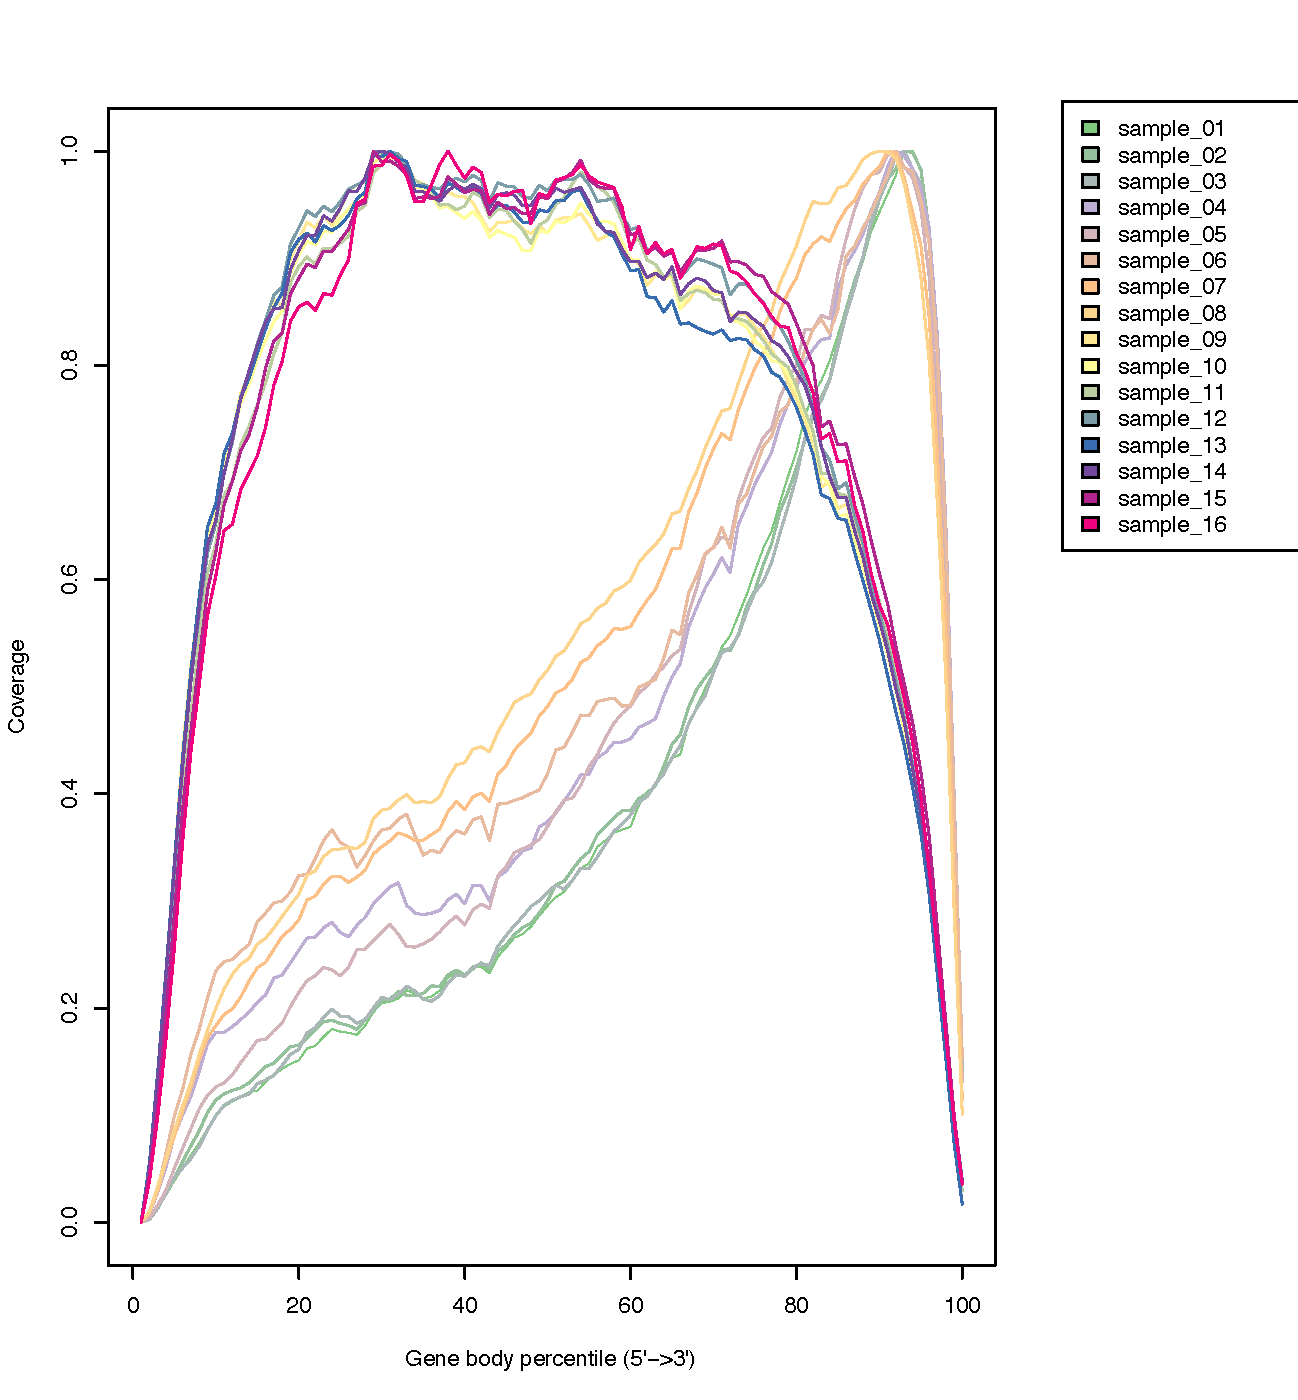 Coverage
1.0
0.8
0.6
0.4
0.2
0.0
0 20 40 60 80 100
Gene body percentile (5'−>3')
sample_01
sample_02
sample_03
sample_04
sample_05
sample_06
sample_07
sample_08
sample_09
sample_10
sample_11
sample_12
sample_13
sample_14
sample_15
sample_16